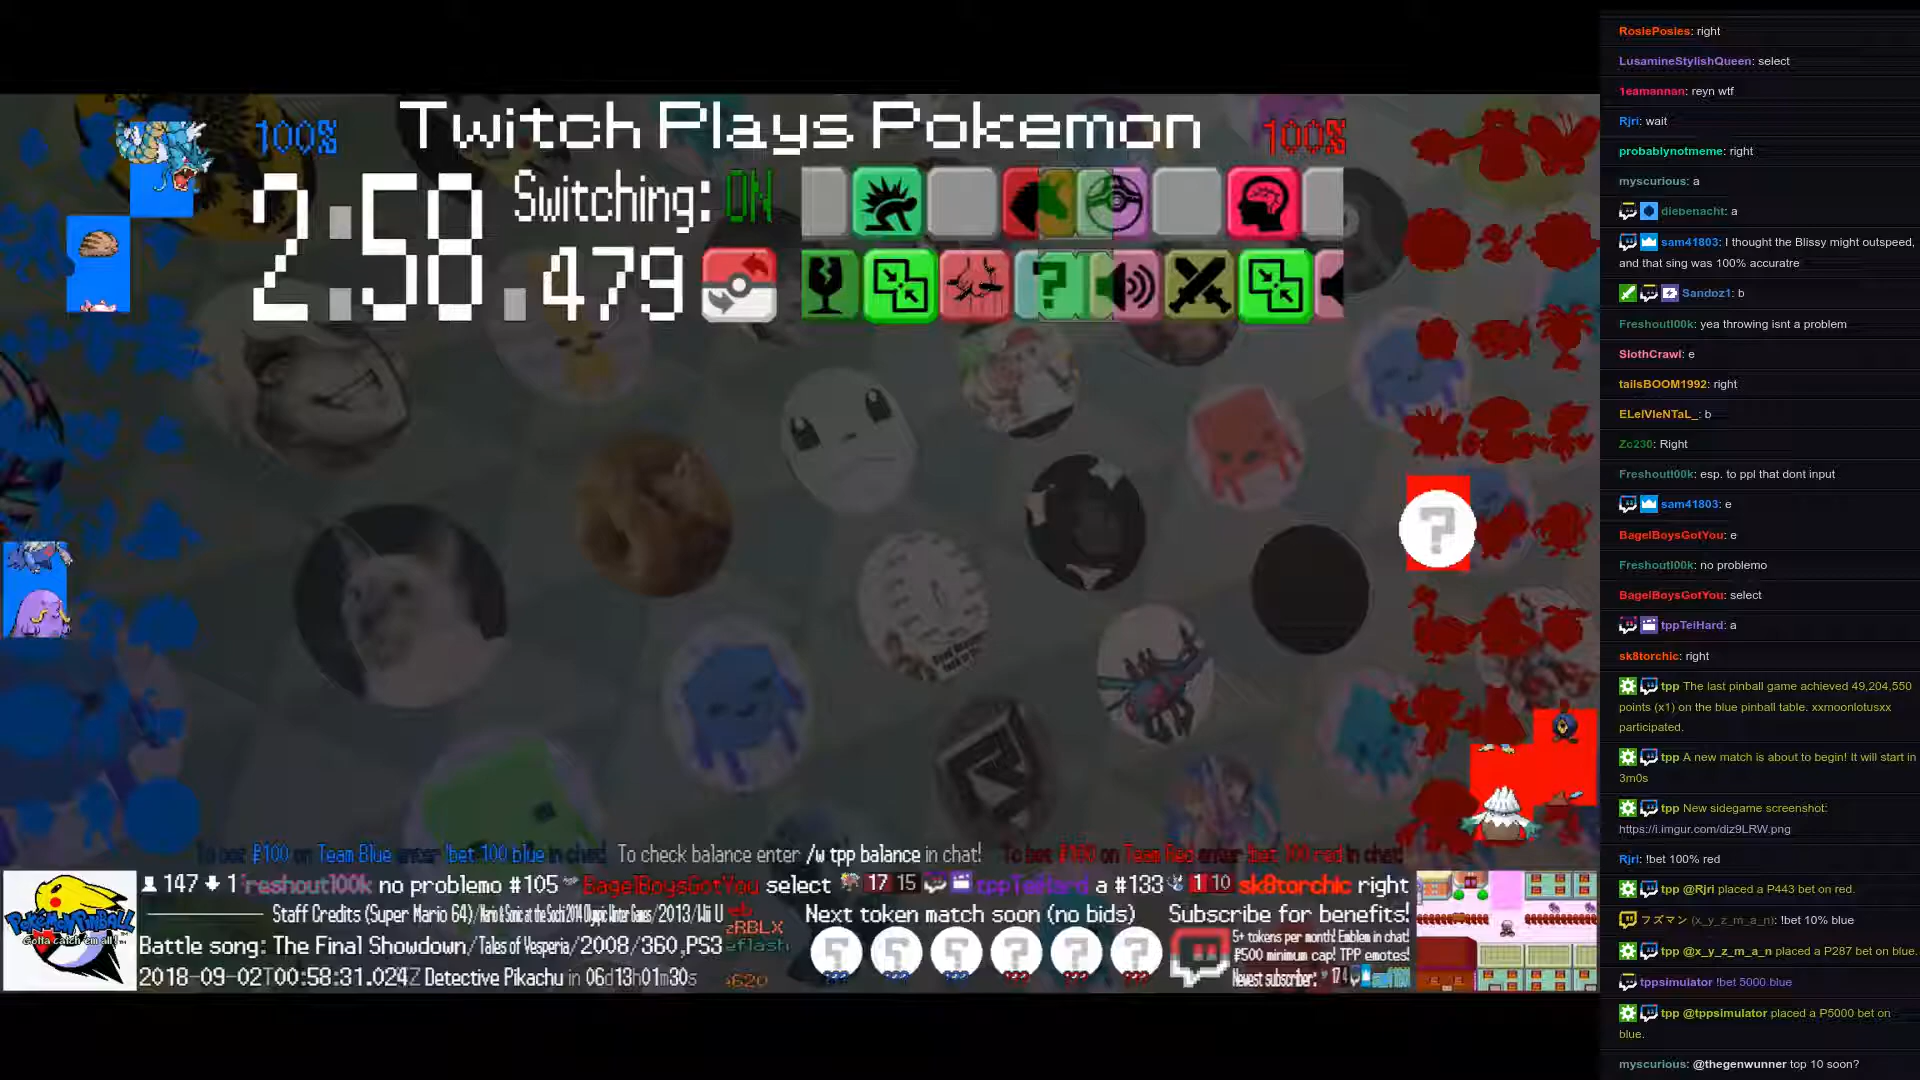 Twitch Plays Pokemon
100%
100%
2:58.479
Switching: ON
To bet ₽100 on Team Blue enter !bet 100 blue in chat!
To check balance enter /w tpp balance in chat!
To bet ₽100 on Team Red enter !bet 100 red in chat!
147 1 reshoutl00k no problemo #105 BagelBoysGotYou select 17 15 tppTeiHard a #133 1 10 sk8torchic right
Staff Credits (Super Mario 64)/Mario & Sonic at the Sochi 2014 Olympic Winter Games/2013/Wii U
Battle song: The Final Showdown/Tales of Vesperia/2008/360,PS3
2018-09-02T00:58:31.024Z Detective Pikachu in 06d13h01m30s
Pokémon PINBALL
Gotta catch 'em all!
eb
zRBLX
eflash
620
Next token match soon (no bids)
Subscribe for benefits!
5+ tokens per month! Emblem in chat!
₽500 minimum cap! TPP emotes!
Newest subscriber:
RosiePosies: right
LusamineStylishQueen: select
1eamannan: reyn wtf
Rjri: wait
probablynotmeme: right
myscurious: a
diepenacht: a
sam41803: I thought the Blissy might outspeed,
and that sing was 100% accuratre
Sandoz1: b
Freshoutl00k: yea throwing isnt a problem
SlothCrawl: e
tailsBOOM1992: right
ELeIVIeNTaL_: b
Zc230: Right
Freshoutl00k: esp. to ppl that dont input
sam41803: e
BagelBoysGotYou: e
Freshoutl00k: no problemo
BagelBoysGotYou: select
tppTeiHard: a
sk8torchic: right
tpp The last pinball game achieved 49,204,550
points (x1) on the blue pinball table. xxmoonlotusxx
participated.
tpp A new match is about to begin! It will start in
3m0s
tpp New sidegame screenshot:
https://i.imgur.com/diz9LRW.png
Rjri: !bet 100% red
tpp @Rjri placed a P443 bet on red.
フズマン (x_y_z_m_a_n): !bet 10% blue
tpp @x_y_z_m_a_n placed a P287 bet on blue.
tppsimulator !bet 5000 blue
tpp @tppsimulator placed a P5000 bet on
blue.
myscurious: @thegenwunner top 10 soon?